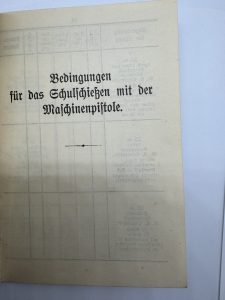 Bedingungen
für das Schulschießen mit der
Maschinenpistole.